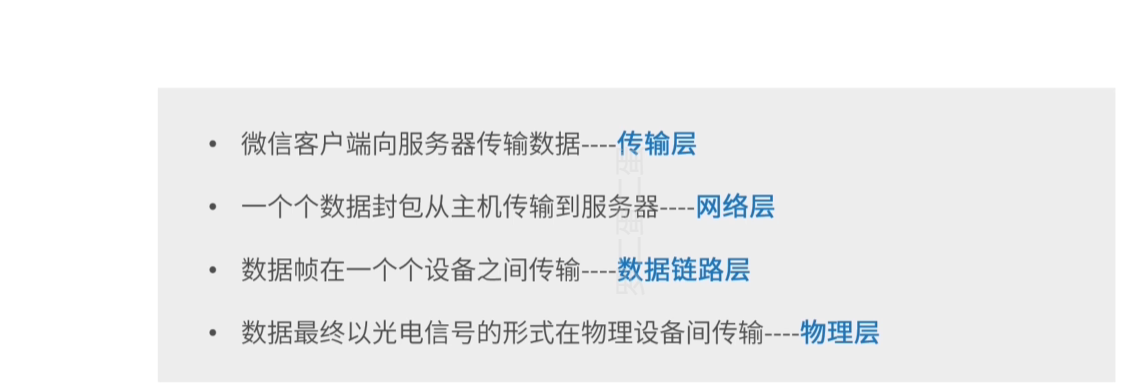 • 微信客户端向服务器传输数据----传输层
• 一个个数据封包从主机传输到服务器----网络层
• 数据帧在一个个设备之间传输----数据链路层
• 数据最终以光电信号的形式在物理设备间传输----物理层